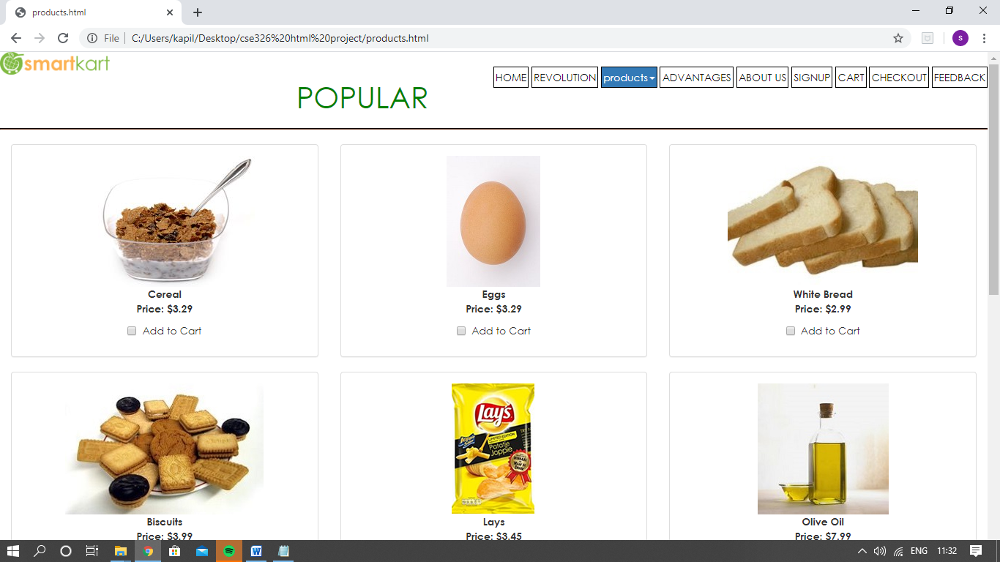 products.html
File
C:/Users/kapil/Desktop/cse326%20html%20project/products.html
s
smartkart
HOME REVOLUTION products ADVANTAGES ABOUT US SIGNUP CART CHECKOUT FEEDBACK
POPULAR
Cereal
Price: $3.29
Add to Cart
Eggs
Price: $3.29
Add to Cart
White Bread
Price: $2.99
Add to Cart
Biscuits
Price: $3.99
Lay's
LIMITED EDITION
Patatje
Joppie
Lays
Price: $3.45
Olive Oil
Price: $7.99
W
ENG 11:32